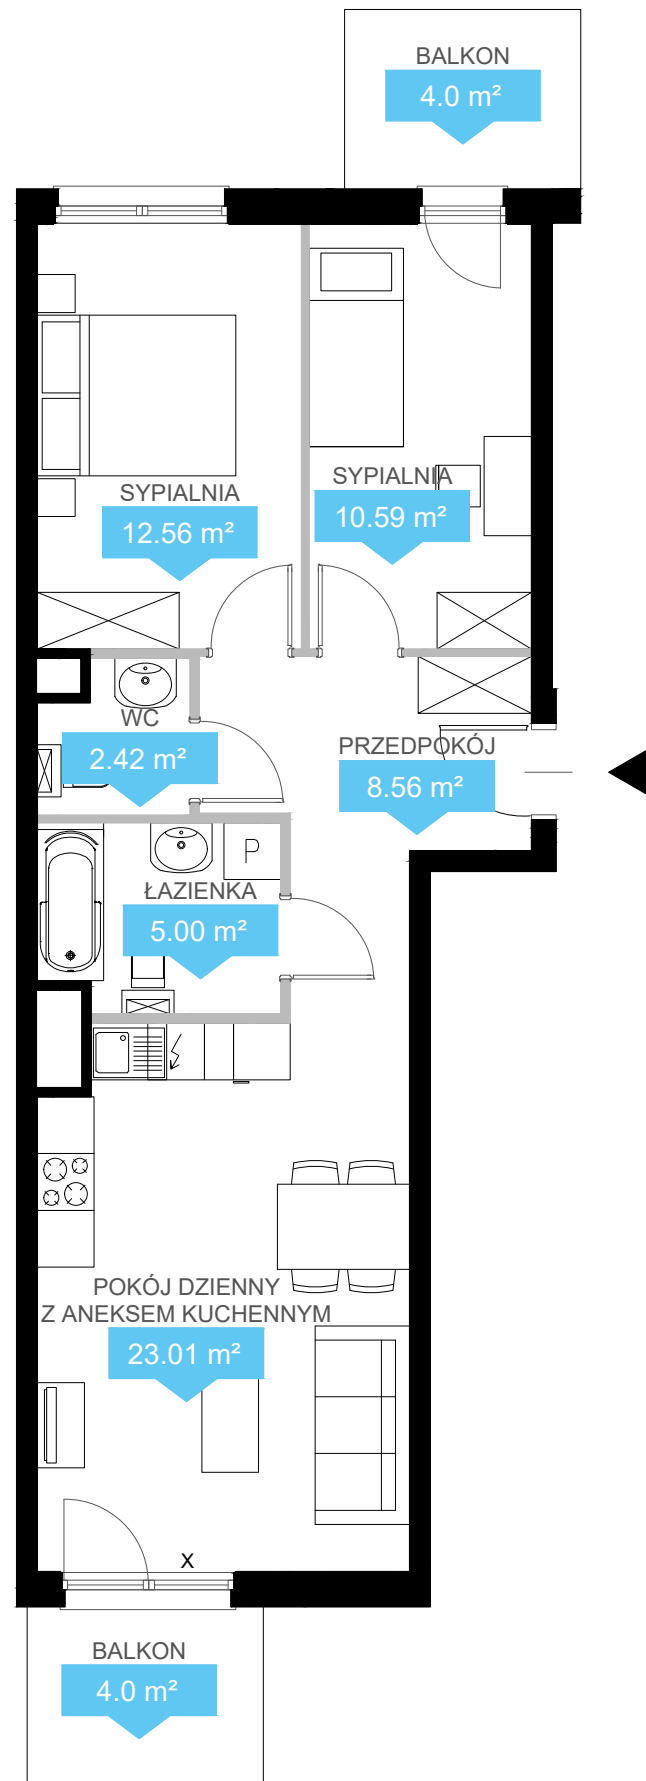 BALKON
4.0 m²
SYPIALNIA
12.56 m²
SYPIALNIA
10.59 m²
WC
2.42 m²
PRZEDPOKÓJ
8.56 m²
ŁAZIENKA
5.00 m²
P
POKÓJ DZIENNY
Z ANEKSEM KUCHENNYM
23.01 m²
X
BALKON
4.0 m²